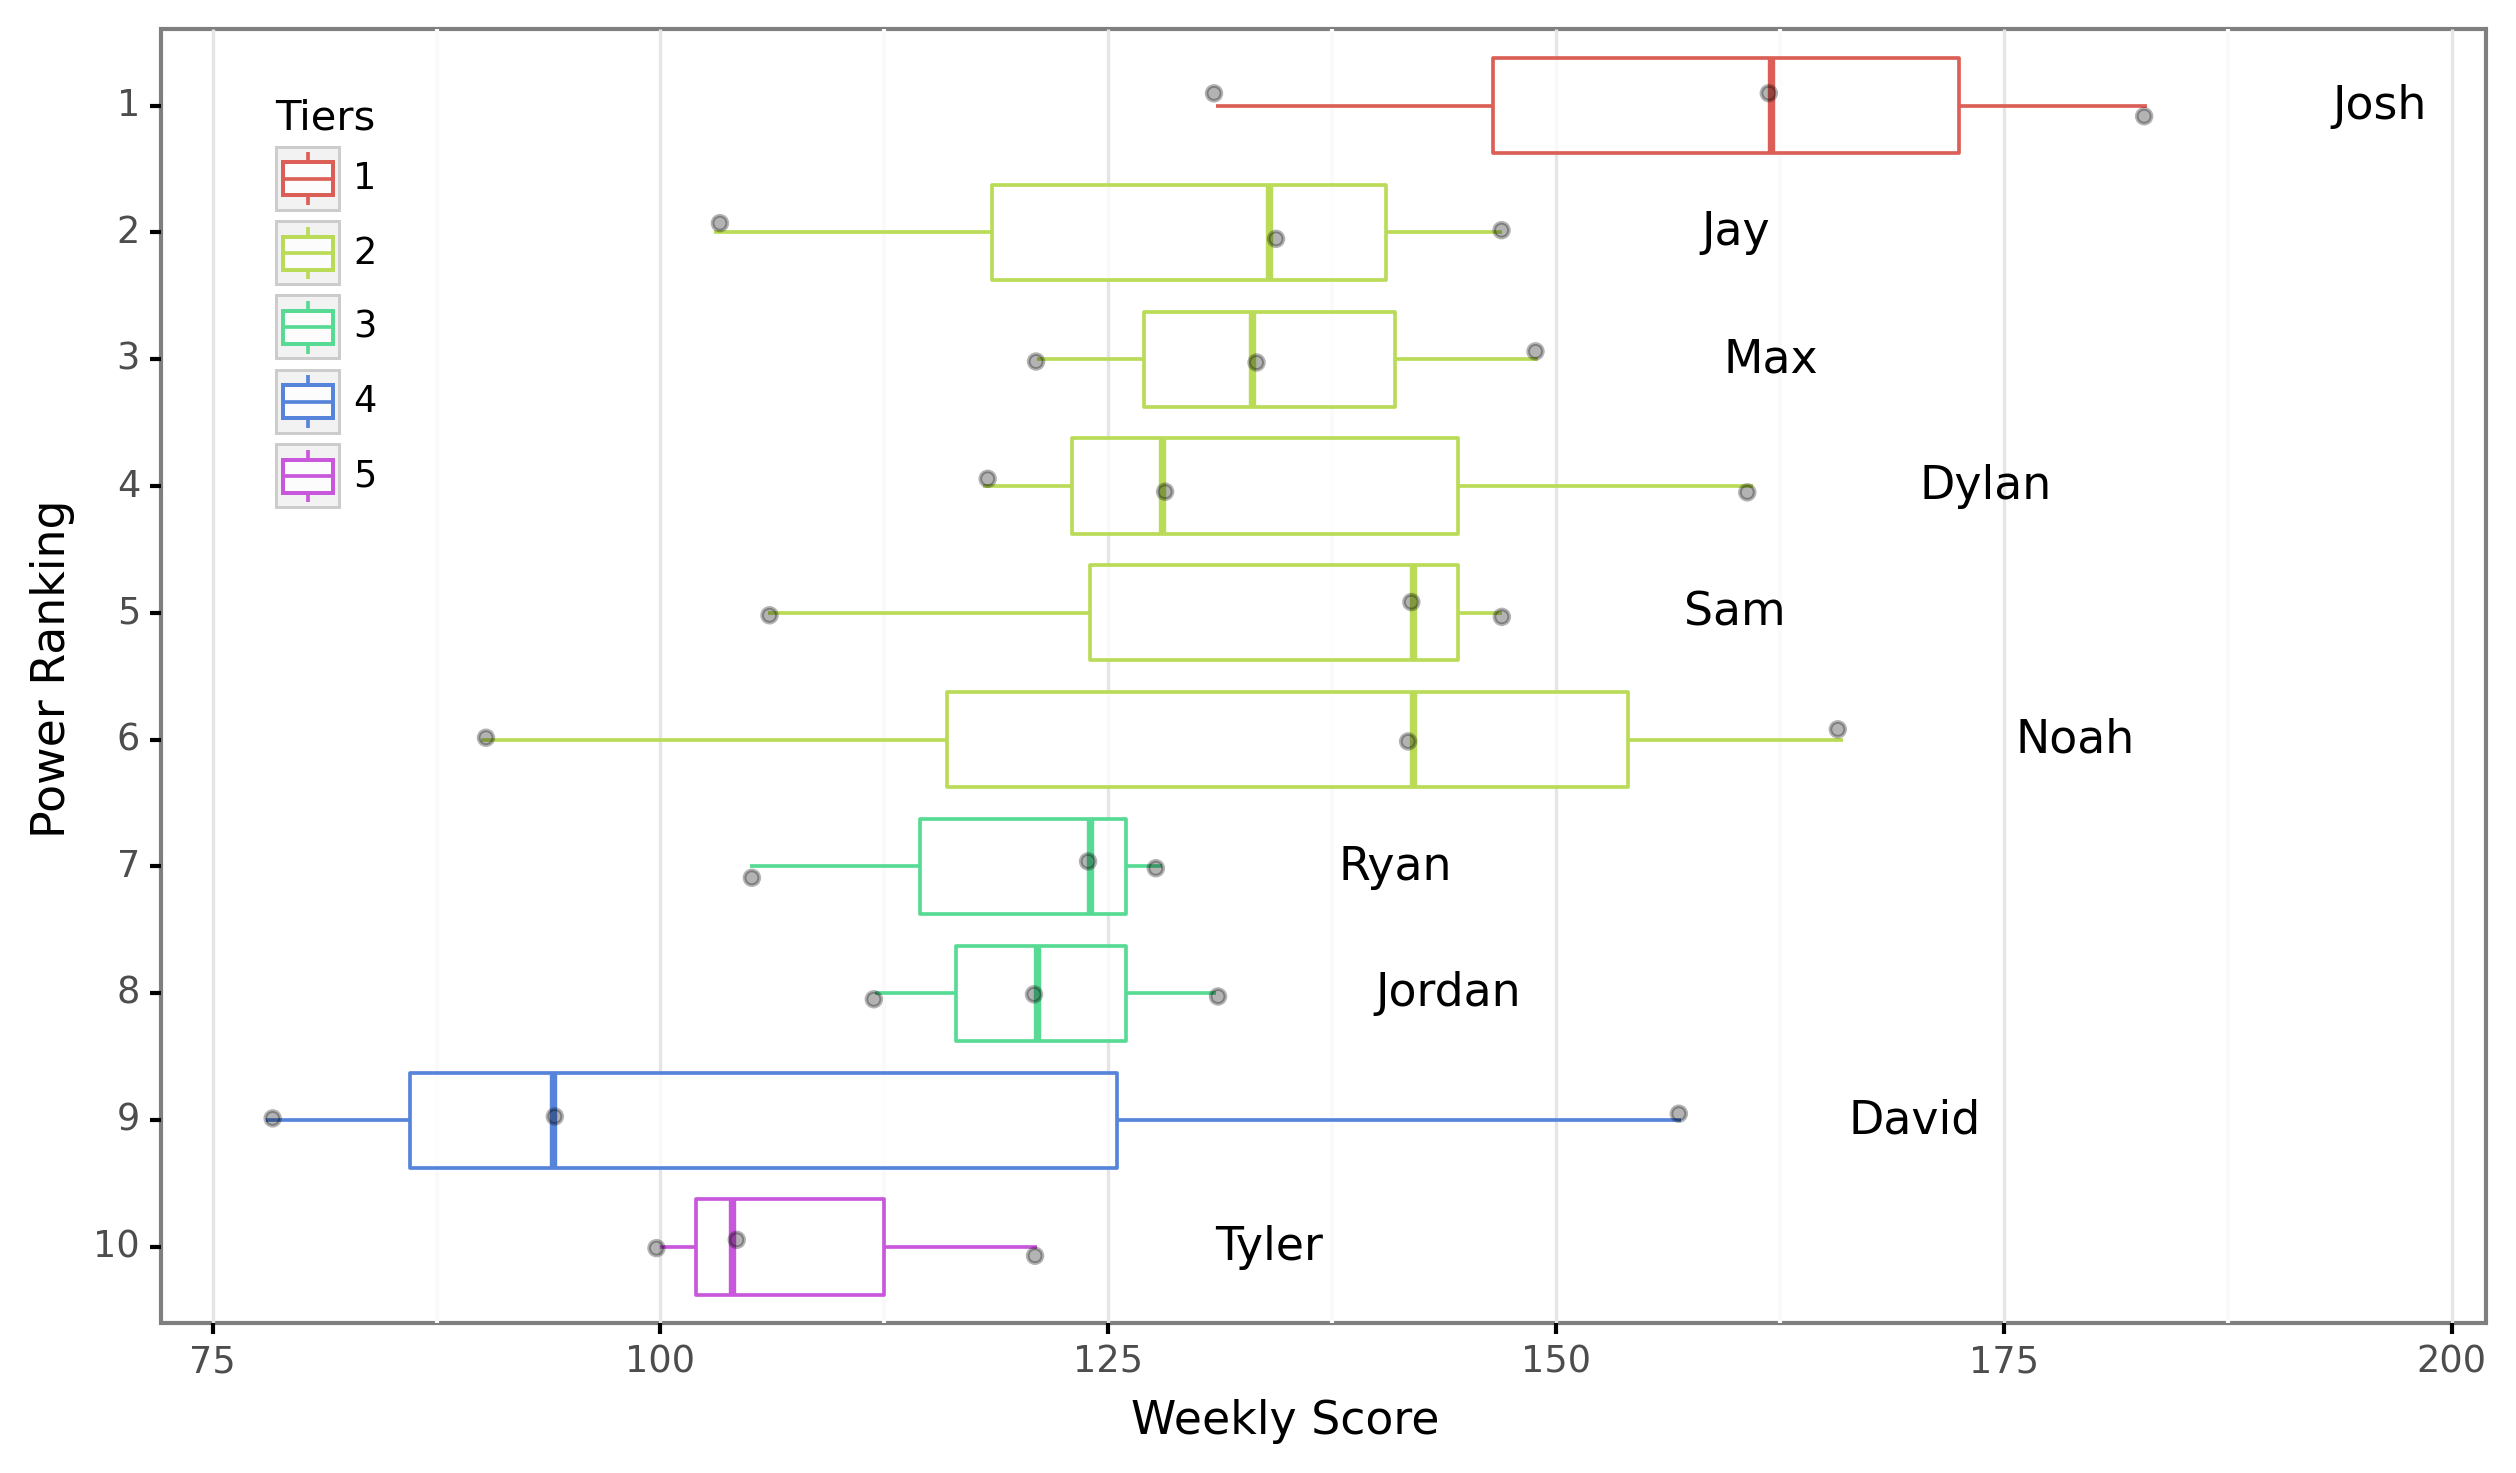 Tiers
1
2
3
4
5
Power Ranking
1
2
3
4
5
6
7
8
9
10
Josh
Jay
Max
Dylan
Sam
Noah
Ryan
Jordan
David
Tyler
75 100 125 150 175 200
Weekly Score